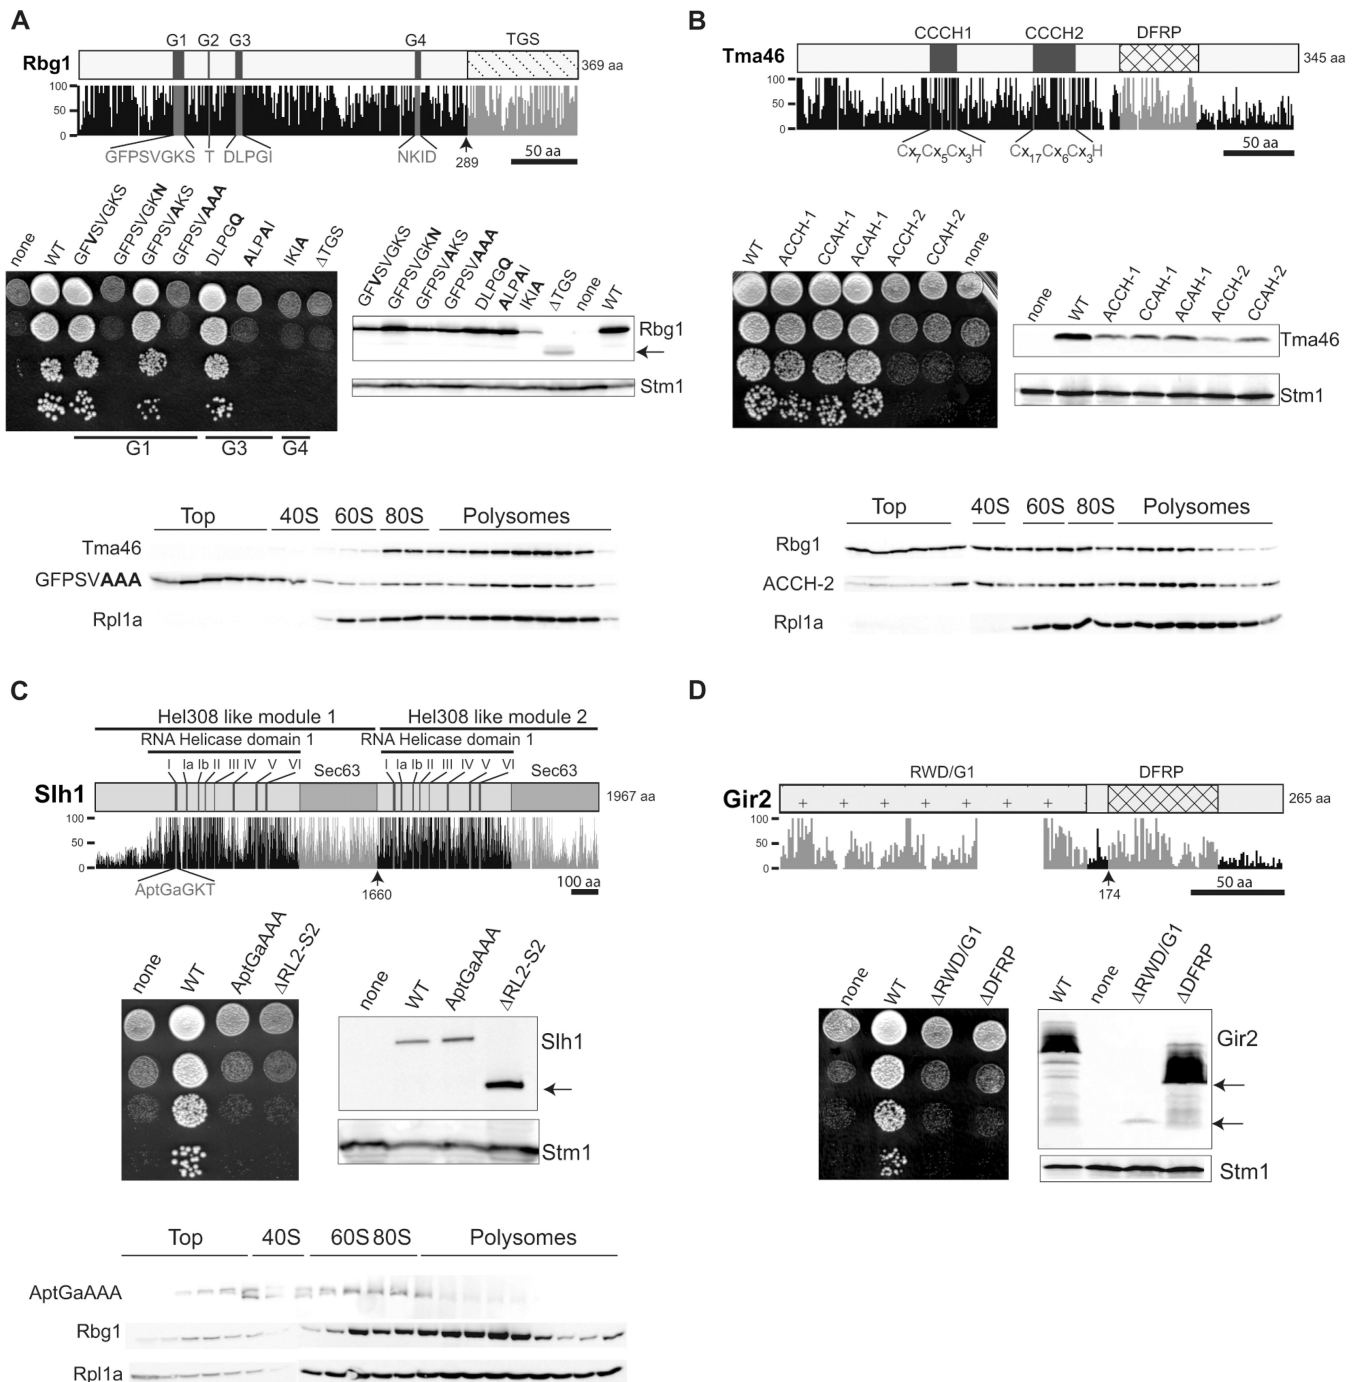 A
G1 G2 G3 G4 TGS
Rbg1
369 aa
100
50
0
GFPSVGKS T DLPGI NKID
289
50 aa
none
WT
GFVSVGKS
GFPSVGKN
GFPSVAKS
GFPSVAAA
DLPGQ
ALPAI
IKIA
ΔTGS
G1 G3 G4
GFVSVGKS
GFPSVGKN
GFPSVAKS
GFPSVAAA
DLPGQ
ALPAI
IKIA
ΔTGS
none
WT
Rbg1
Stm1
Top 40S 60S 80S Polysomes
Tma46
GFPSVAAA
Rpl1a
B
CCCH1 CCCH2 DFRP
Tma46
345 aa
100
50
0
Cx7Cx5Cx3H Cx17Cx6Cx3H
50 aa
WT
ACCH-1
CCAH-1
ACAH-1
ACCH-2
CCAH-2
none
none
WT
ACCH-1
CCAH-1
ACAH-1
ACCH-2
CCAH-2
Tma46
Stm1
Top 40S 60S 80S Polysomes
Rbg1
ACCH-2
Rpl1a
C
Hel308 like module 1 Hel308 like module 2
RNA Helicase domain 1 RNA Helicase domain 1
I Ia Ib II III IV V VI Sec63 I Ia Ib II III IV V VI Sec63
Slh1
1967 aa
100
50
0
AptGaGKT
1660
100 aa
none
WT
AptGaAAA
ΔRL2-S2
none
WT
AptGaAAA
ΔRL2-S2
Slh1
Stm1
Top 40S 60S 80S Polysomes
AptGaAAA
Rbg1
Rpl1a
D
RWD/G1 DFRP
Gir2
265 aa
100
50
0
174
50 aa
none
WT
ΔRWD/G1
ΔDFRP
WT
none
ΔRWD/G1
ΔDFRP
Gir2
Stm1